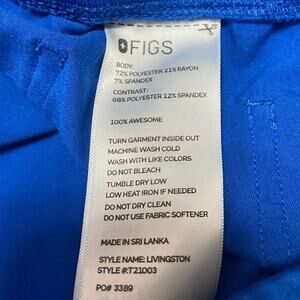 FIGS
BODY:
72% POLYESTER 21% RAYON
7% SPANDEX
CONTRAST:
88% POLYESTER 12% SPANDEX
100% AWESOME
TURN GARMENT INSIDE OUT
MACHINE WASH COLD
WASH WITH LIKE COLORS
DO NOT BLEACH
TUMBLE DRY LOW
LOW HEAT IRON IF NEEDED
DO NOT DRY CLEAN
DO NOT USE FABRIC SOFTENER
MADE IN SRI LANKA
STYLE NAME: LIVINGSTON
STYLE #:T21003
PO# 3389